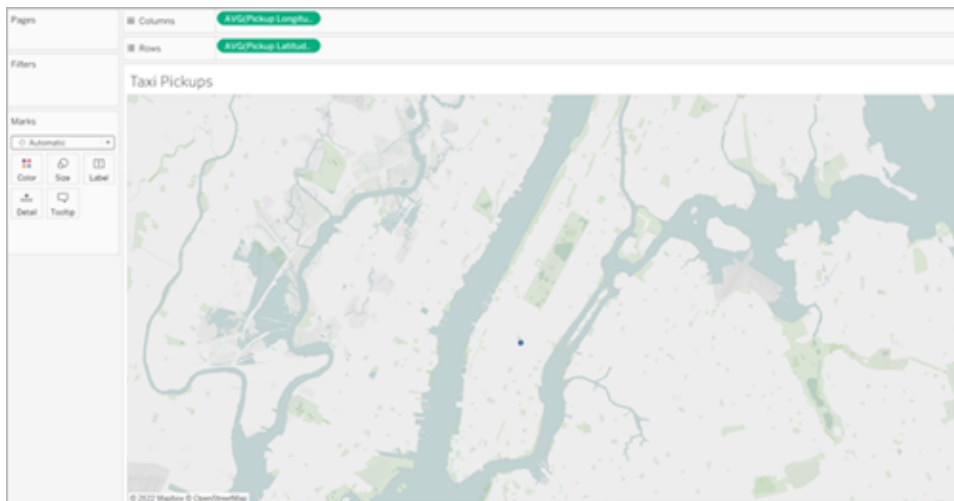 Pages
Columns
AVG(Pickup Longitu..
Rows
AVG(Pickup Latitud..
Filters
Taxi Pickups
Marks
Automatic
Color Size Label
Detail Tooltip
© 2022 Mapbox © OpenStreetMap